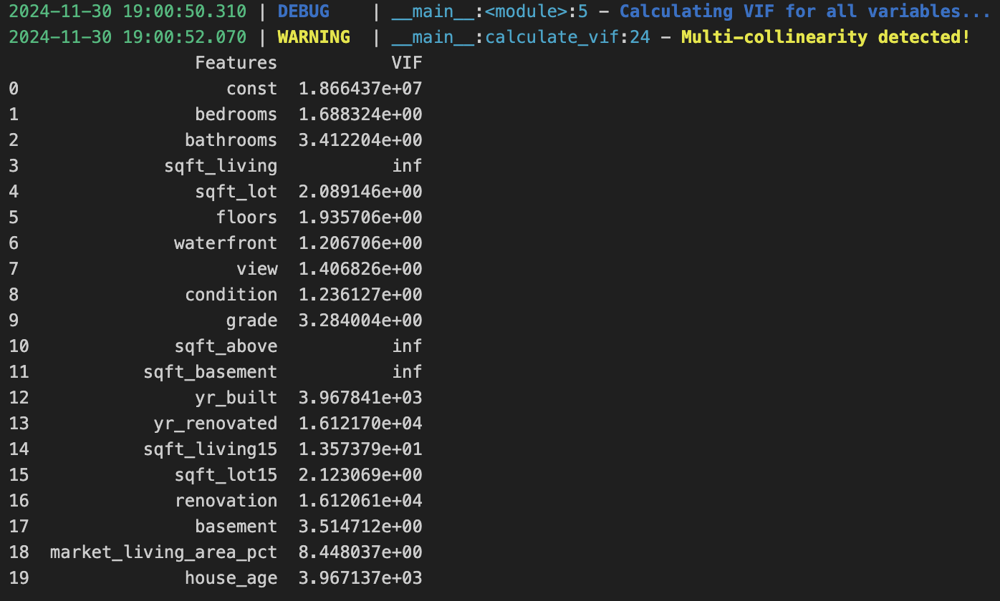 2024-11-30 19:00:50.310 | DEBUG    | __main__:<module>:5 - Calculating VIF for all variables...
2024-11-30 19:00:52.070 | WARNING  | __main__:calculate_vif:24 - Multi-collinearity detected!
Features VIF
0 const 1.866437e+07
1 bedrooms 1.688324e+00
2 bathrooms 3.412204e+00
3 sqft_living inf
4 sqft_lot 2.089146e+00
5 floors 1.935706e+00
6 waterfront 1.206706e+00
7 view 1.406826e+00
8 condition 1.236127e+00
9 grade 3.284004e+00
10 sqft_above inf
11 sqft_basement inf
12 yr_built 3.967841e+03
13 yr_renovated 1.612170e+04
14 sqft_living15 1.357379e+01
15 sqft_lot15 2.123069e+00
16 renovation 1.612061e+04
17 basement 3.514712e+00
18 market_living_area_pct 8.448037e+00
19 house_age 3.967137e+03